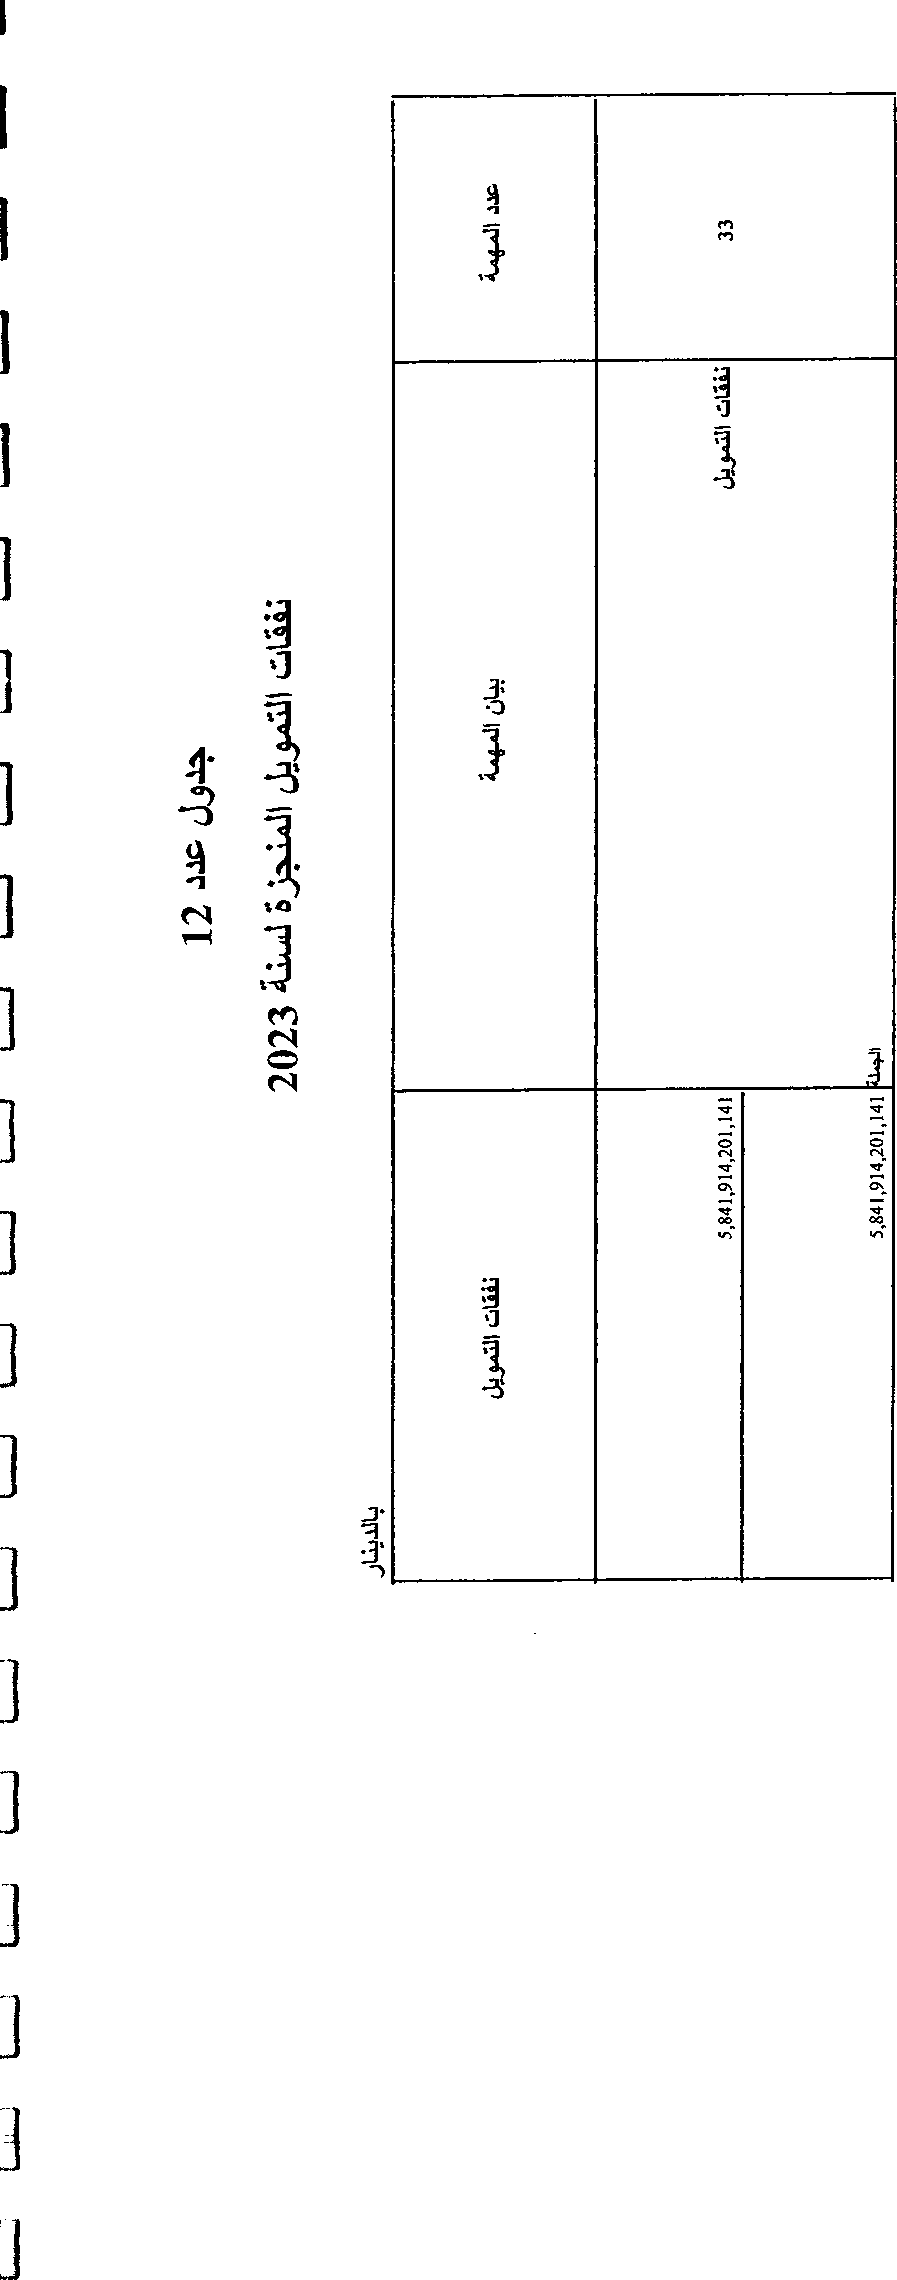 جدول عدد 12
نفقات التمويل المنجزة لسنة 2023
بالدينار
عدد المهمة
بيان المهمة
نفقات التمويل
33
نفقات التمويل
5,841,914,201,141
الجملة
5,841,914,201,141